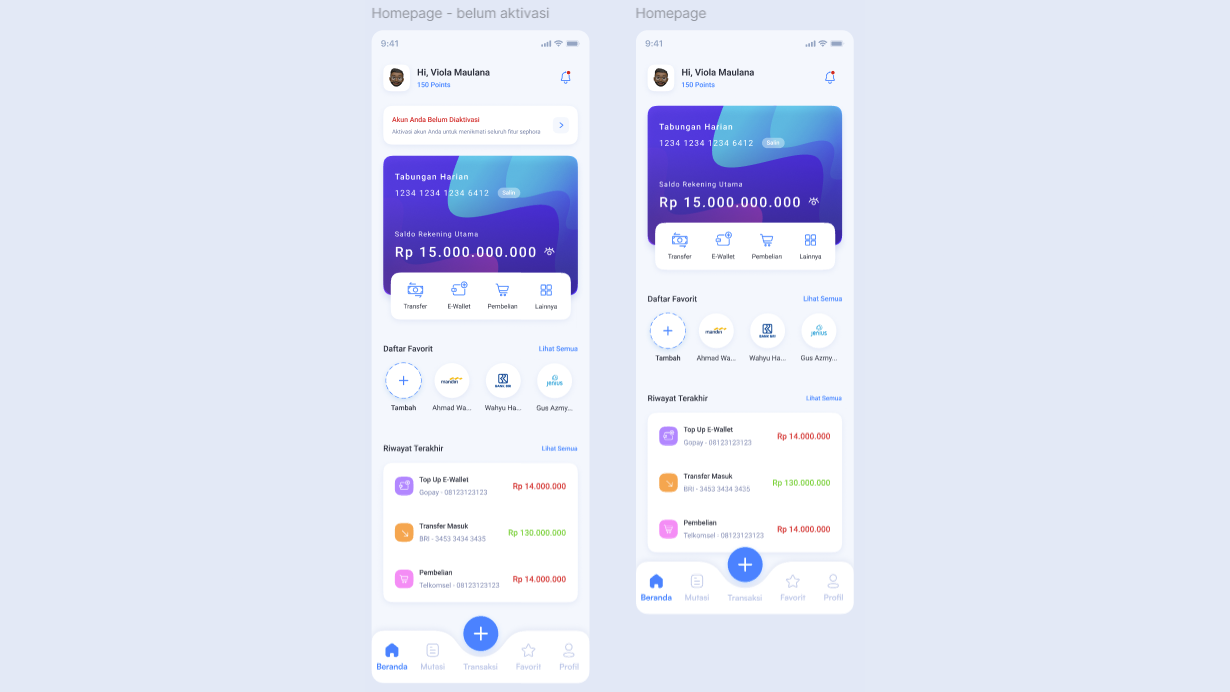 Homepage - belum aktivasi
9:41
Hi, Viola Maulana
150 Points
Akun Anda Belum Diaktivasi
Aktivasi akun Anda untuk menikmati seluruh fitur sephora
Tabungan Harian
1234 1234 1234 6412 Salin
Saldo Rekening Utama
Rp 15.000.000.000
Transfer E-Wallet Pembelian Lainnya
Daftar Favorit Lihat Semua
mandiri BANK BRI jenius
Tambah Ahmad Wa... Wahyu Ha... Gus Azmy...
Riwayat Terakhir Lihat Semua
Top Up E-Wallet
Gopay - 08123123123
Rp 14.000.000
Transfer Masuk
BRI - 3453 3434 3435
Rp 130.000.000
Pembelian
Telkomsel - 08123123123
Rp 14.000.000
Beranda Mutasi Transaksi Favorit Profil
Homepage
9:41
Hi, Viola Maulana
150 Points
Tabungan Harian
1234 1234 1234 6412 Salin
Saldo Rekening Utama
Rp 15.000.000.000
Transfer E-Wallet Pembelian Lainnya
Daftar Favorit Lihat Semua
mandiri BANK BRI jenius
Tambah Ahmad Wa... Wahyu Ha... Gus Azmy...
Riwayat Terakhir Lihat Semua
Top Up E-Wallet
Gopay - 08123123123
Rp 14.000.000
Transfer Masuk
BRI - 3453 3434 3435
Rp 130.000.000
Pembelian
Telkomsel - 08123123123
Rp 14.000.000
Beranda Mutasi Transaksi Favorit Profil